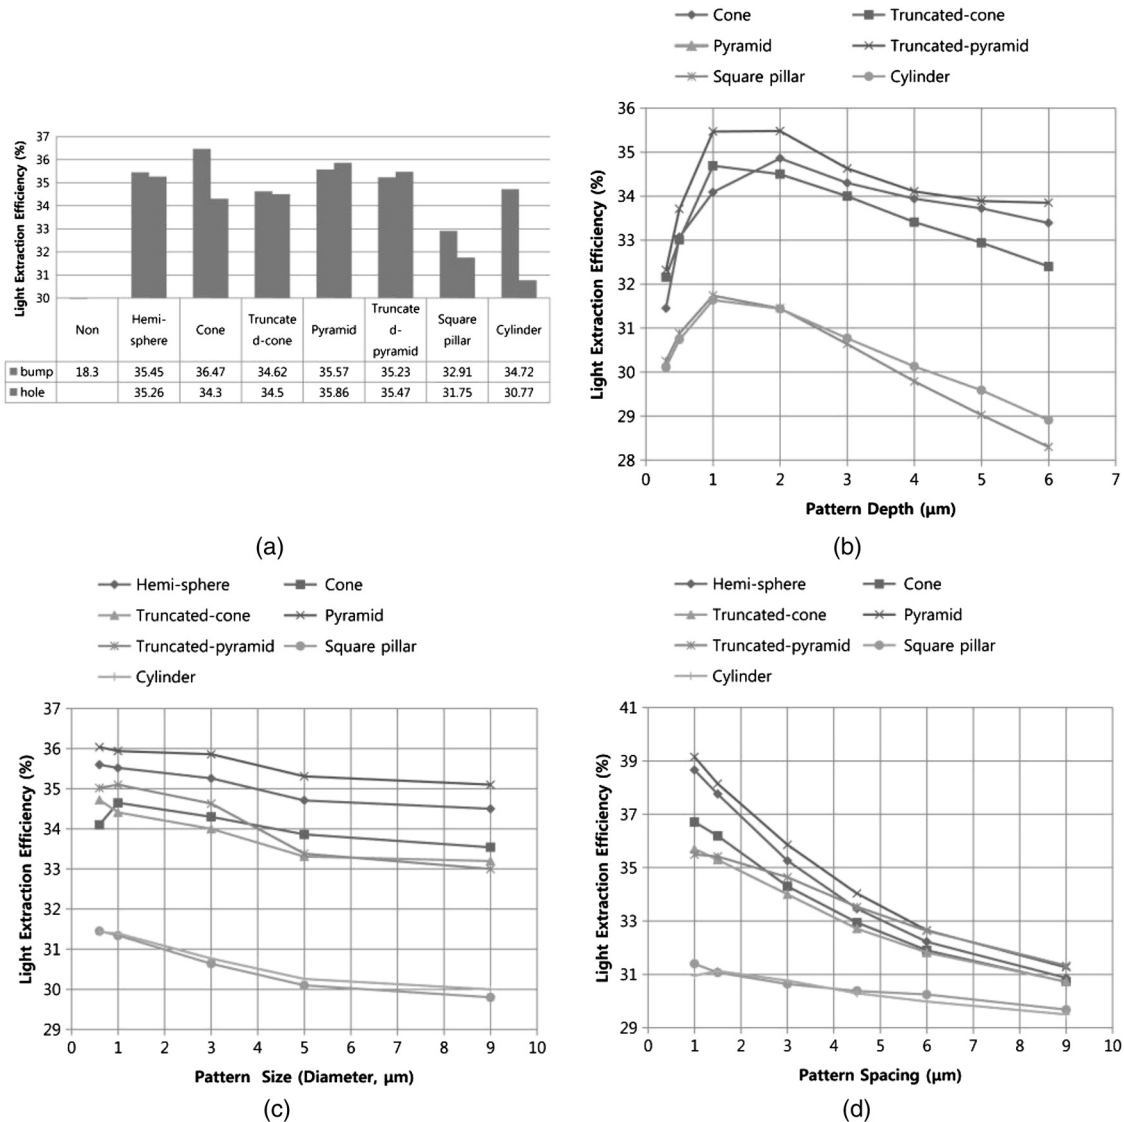 37
36
35
34
33
32
31
30
Light Extraction Efficiency (%)
Non
Hemi-
sphere
Cone
Truncate
d-cone
Pyramid
Truncate
d-
pyramid
Square
pillar
Cylinder
bump 18.3 35.45 36.47 34.62 35.57 35.23 32.91 34.72
hole 35.26 34.3 34.5 35.86 35.47 31.75 30.77
(a)
Cone Truncated-cone
Pyramid Truncated-pyramid
Square pillar Cylinder
36
35
34
33
32
31
30
29
28
Light Extraction Efficiency (%)
0 1 2 3 4 5 6 7
Pattern Depth (μm)
(b)
Hemi-sphere Cone
Truncated-cone Pyramid
Truncated-pyramid Square pillar
Cylinder
37
36
35
34
33
32
31
30
29
Light Extraction Efficiency (%)
0 1 2 3 4 5 6 7 8 9 10
Pattern Size (Diameter, μm)
(c)
Hemi-sphere Cone
Truncated-cone Pyramid
Truncated-pyramid Square pillar
Cylinder
41
39
37
35
33
31
29
Light Extraction Efficiency (%)
0 1 2 3 4 5 6 7 8 9 10
Pattern Spacing (μm)
(d)